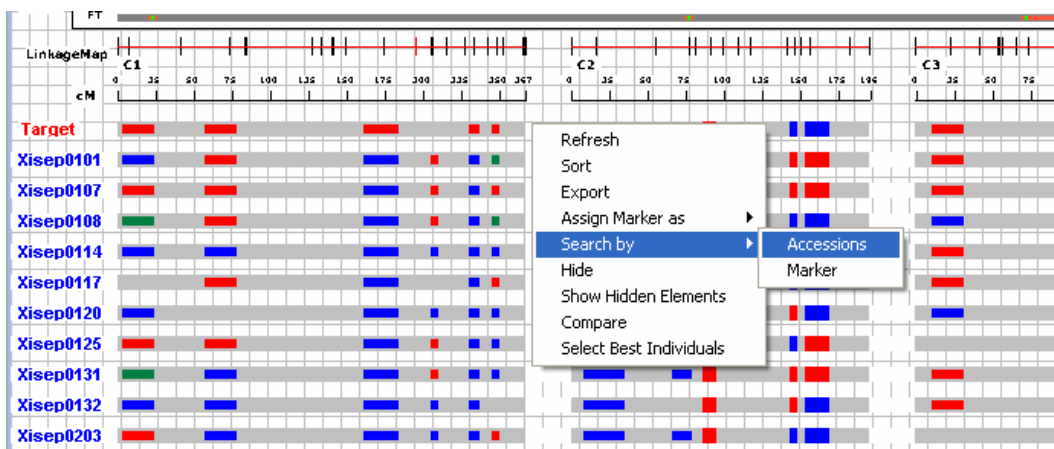 FT
LinkageMap
C1 C2 C3
0 25 50 75 100 125 150 175 200 225 250 267 0 25 50 75 100 125 150 175 195 0 25 50 75
cM
Target
Xisep0101
Xisep0107
Xisep0108
Xisep0114
Xisep0117
Xisep0120
Xisep0125
Xisep0131
Xisep0132
Xisep0203
Refresh
Sort
Export
Assign Marker as
Search by
Hide
Show Hidden Elements
Compare
Select Best Individuals
Accessions
Marker